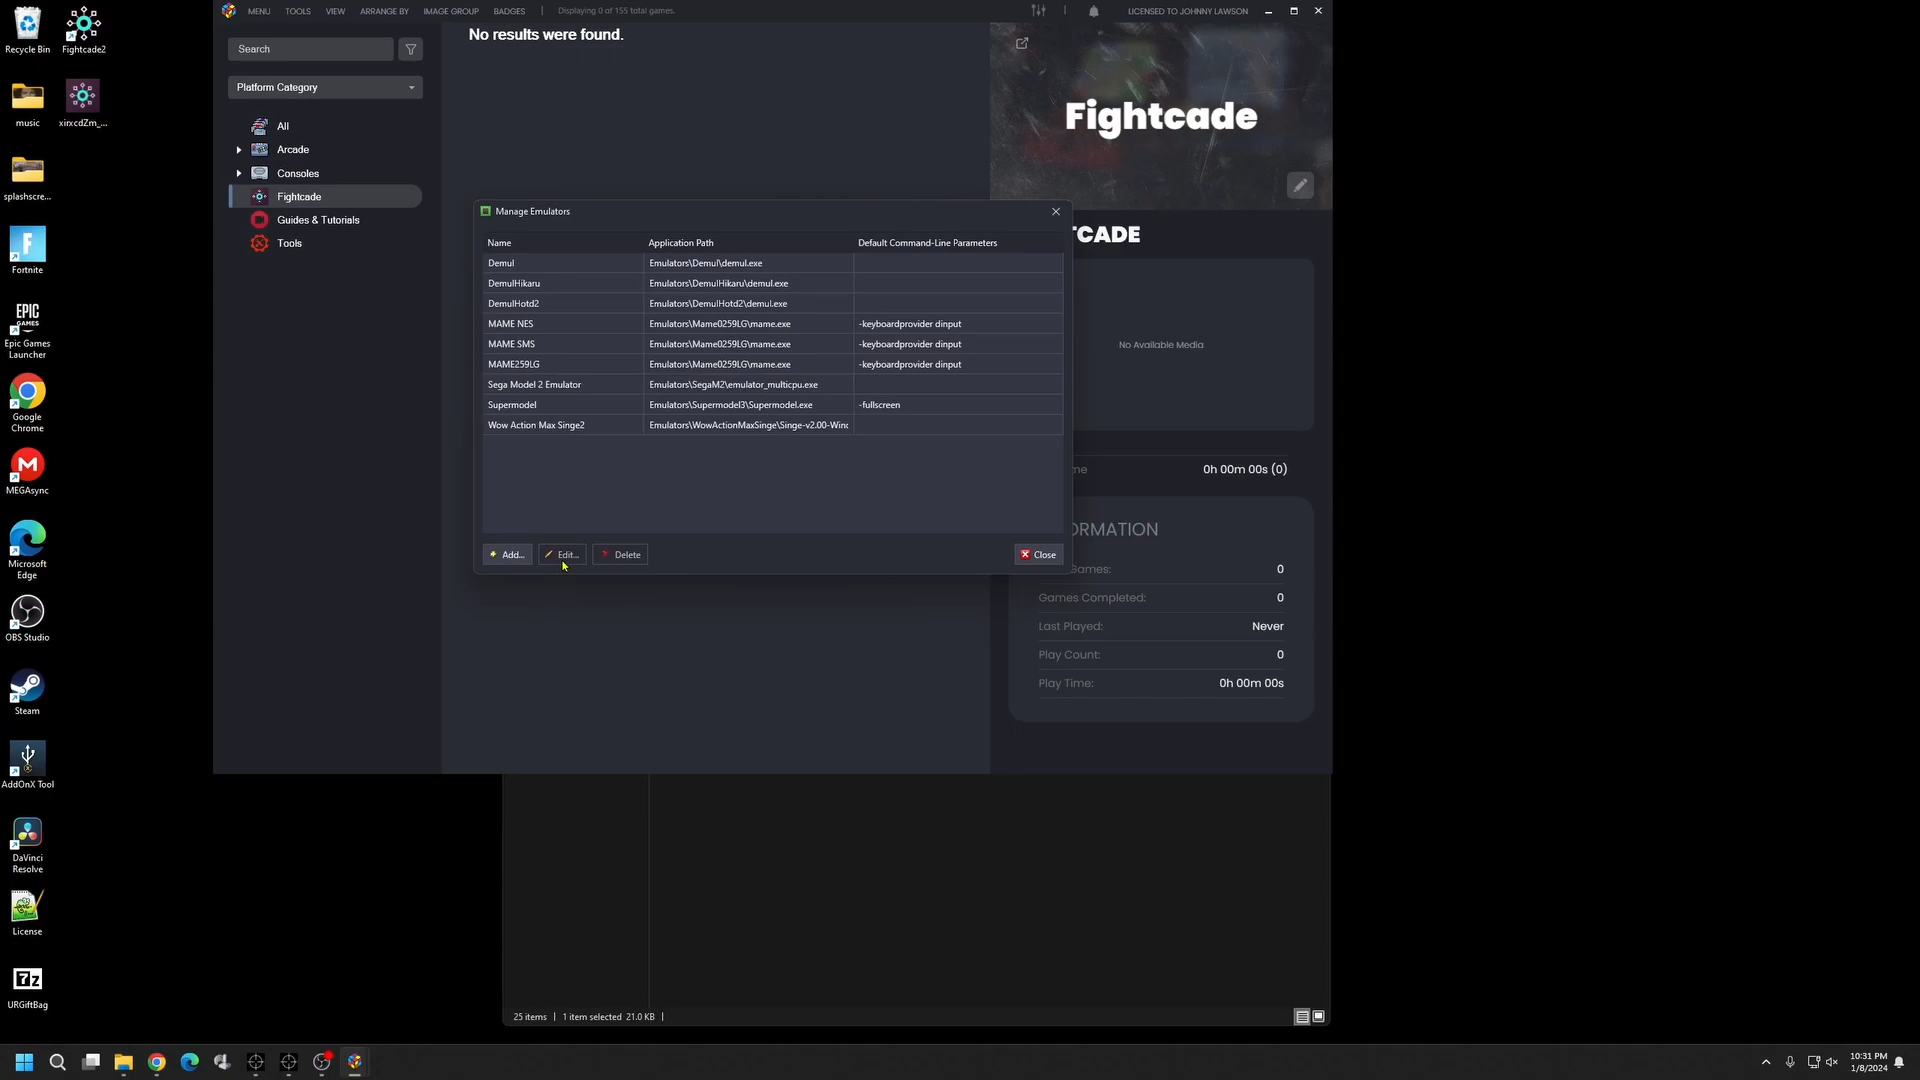 Recycle Bin
Fightcade2
music
xirxcdZm_...
splashscre...
Fortnite
EPIC
GAMES
Epic Games
Launcher
Google
Chrome
MEGAsync
Microsoft
Edge
OBS Studio
Steam
AddOnX Tool
DaVinci
Resolve
License
7z
URGiftBag
MENU
TOOLS
VIEW
ARRANGE BY
IMAGE GROUP
BADGES
Displaying 0 of 155 total games.
LICENSED TO JOHNNY LAWSON
Search
Platform Category
All
Arcade
Consoles
Fightcade
Guides & Tutorials
Tools
No results were found.
Fightcade
TCADE
No Available Media
me
0h 00m 00s (0)
ORMATION
Games:
0
Games Completed:
0
Last Played:
Never
Play Count:
0
Play Time:
0h 00m 00s
Manage Emulators
Name
Application Path
Default Command-Line Parameters
Demul
Emulators\Demul\demul.exe
DemulHikaru
Emulators\DemulHikaru\demul.exe
DemulHotd2
Emulators\DemulHotd2\demul.exe
MAME NES
Emulators\Mame0259LG\mame.exe
-keyboardprovider dinput
MAME SMS
Emulators\Mame0259LG\mame.exe
-keyboardprovider dinput
MAME259LG
Emulators\Mame0259LG\mame.exe
-keyboardprovider dinput
Sega Model 2 Emulator
Emulators\SegaM2\emulator_multicpu.exe
Supermodel
Emulators\Supermodel3\Supermodel.exe
-fullscreen
Wow Action Max Singe2
Emulators\WowActionMaxSinge\Singe-v2.00-Winc
Add...
Edit...
Delete
Close
25 items
1 item selected 21.0 KB
10:31 PM
1/8/2024